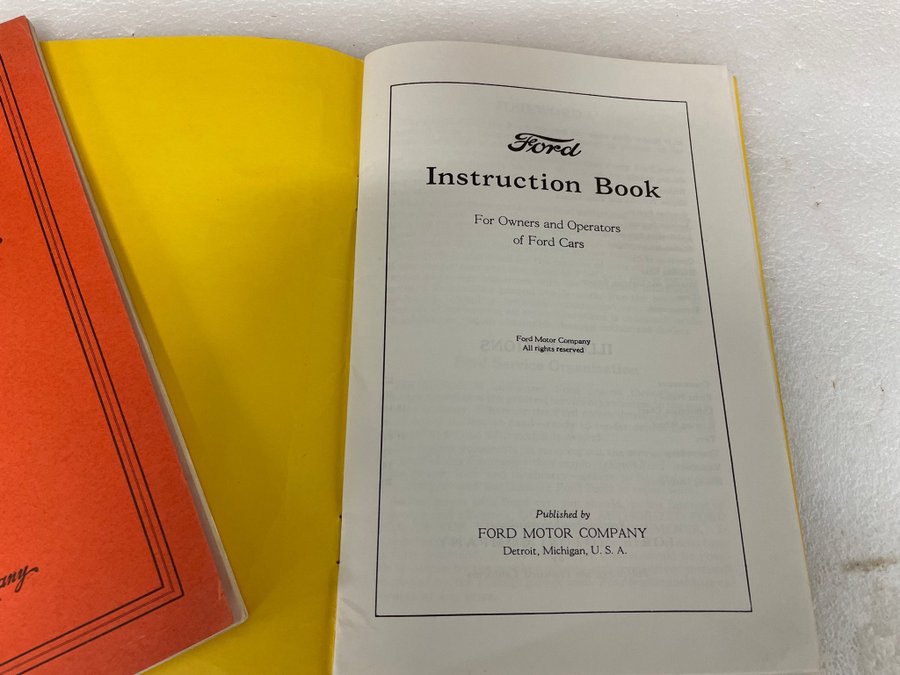 Ford
Instruction Book
For Owners and Operators
of Ford Cars
Ford Motor Company
All rights reserved
Published by
FORD MOTOR COMPANY
Detroit, Michigan, U. S. A.